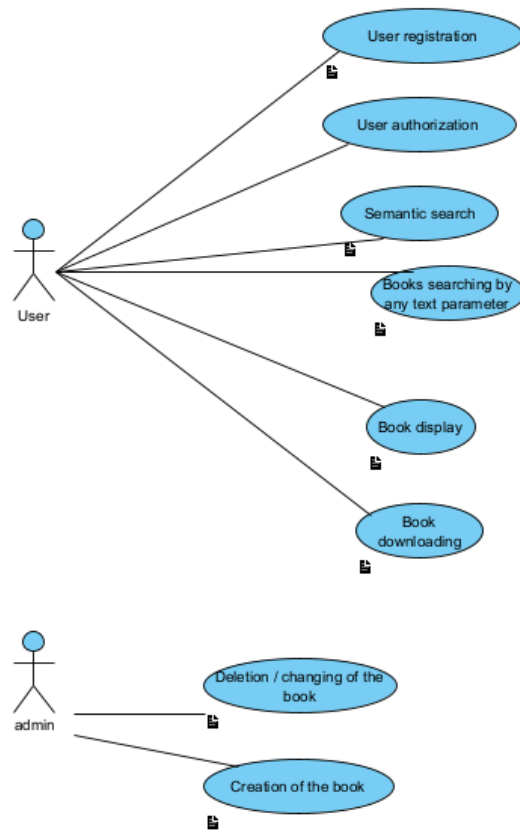 User registration
User authorization
Semantic search
Books searching by
any text parameter
User
Book display
Book
downloading
Deletion / changing of the
book
admin
Creation of the book